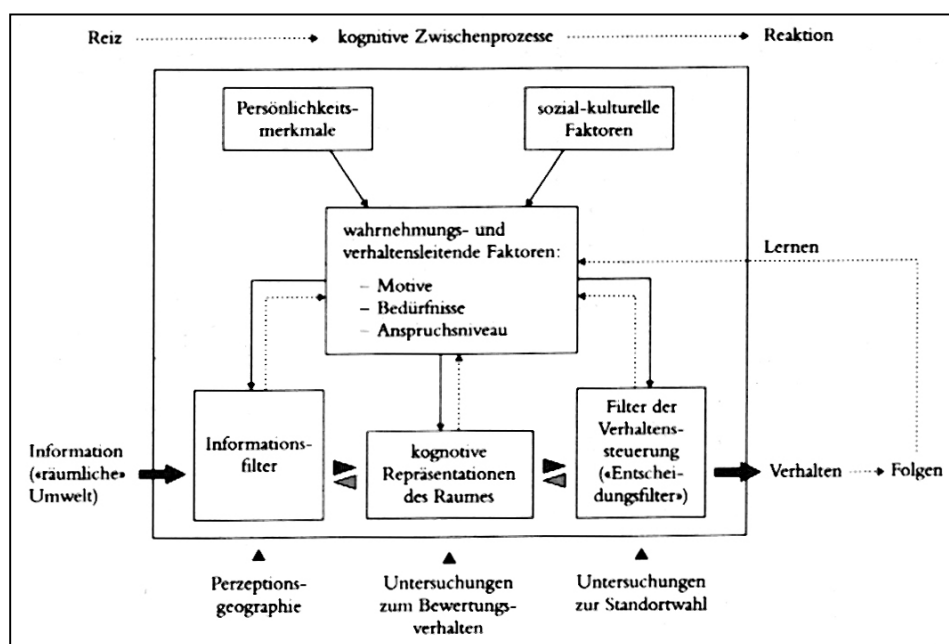 Reiz kognitive Zwischenprozesse Reaktion
Persönlichkeits-
merkmale
sozial-kulturelle
Faktoren
wahrnehmungs- und
verhaltensleitende Faktoren:
– Motive
– Bedürfnisse
– Anspruchsniveau
Lernen
Information
(«räumliche»
Umwelt)
Informations-
filter
kognotive
Repräsentationen
des Raumes
Filter der
Verhaltens-
steuerung
(«Entschei-
dungsfilter»)
Verhalten
Folgen
Perzeptions-
geographie
Untersuchungen
zum Bewertungs-
verhalten
Untersuchungen
zur Standortwahl